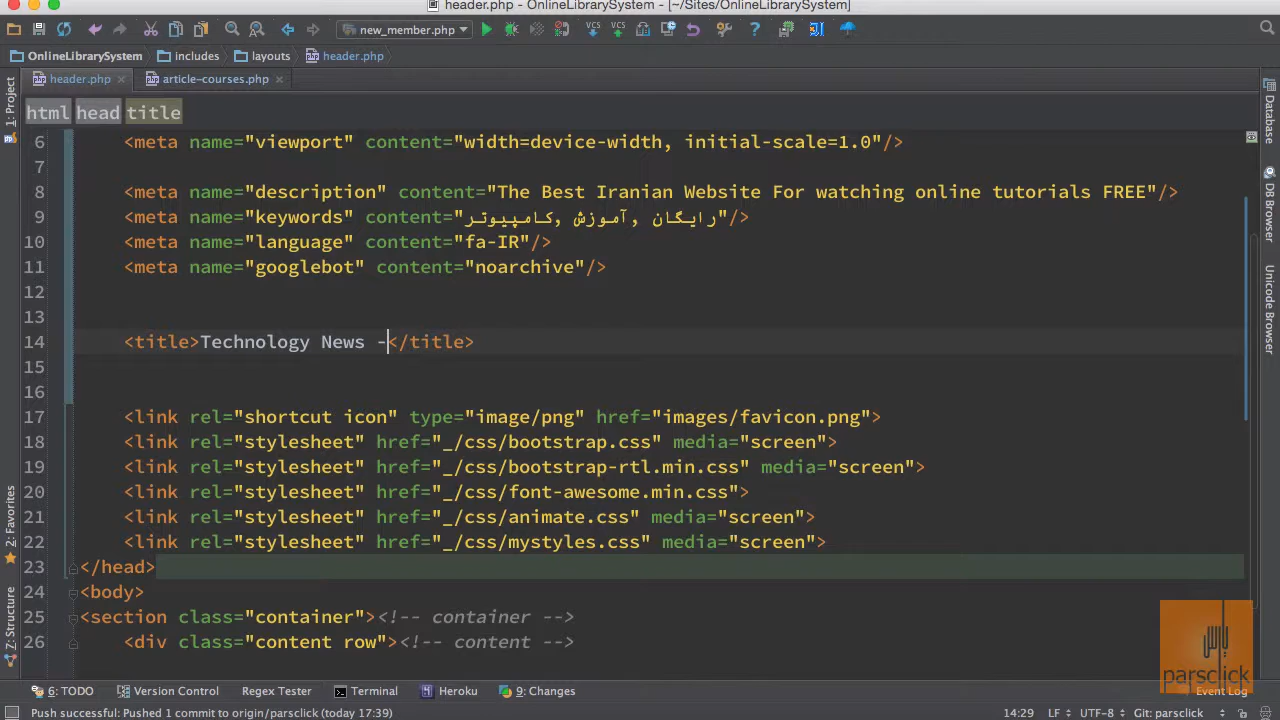 header.php - OnlineLibrarySystem - [~/Sites/OnlineLibrarySystem]
new_member.php
OnlineLibrarySystem includes layouts header.php
header.php article-courses.php
html head title
6 <meta name="viewport" content="width=device-width, initial-scale=1.0"/>
7
8 <meta name="description" content="The Best Iranian Website For watching online tutorials FREE"/>
9 <meta name="keywords" content="رایگان ,آموزش ,کامپیوتر"/>
10 <meta name="language" content="fa-IR"/>
11 <meta name="googlebot" content="noarchive"/>
12
13
14 <title>Technology News -</title>
15
16
17 <link rel="shortcut icon" type="image/png" href="images/favicon.png">
18 <link rel="stylesheet" href="_/css/bootstrap.css" media="screen">
19 <link rel="stylesheet" href="_/css/bootstrap-rtl.min.css" media="screen">
20 <link rel="stylesheet" href="_/css/font-awesome.min.css">
21 <link rel="stylesheet" href="_/css/animate.css" media="screen">
22 <link rel="stylesheet" href="_/css/mystyles.css" media="screen">
23 </head>
24 <body>
25 <section class="container"><!-- container -->
26 <div class="content row"><!-- content -->
1: Project
2: Favorites
7: Structure
Database
DB Browser
Unicode Browser
پارس
parsclick
6: TODO Version Control Regex Tester Terminal Heroku 9: Changes Event Log
Push successful: Pushed 1 commit to origin/parsclick (today 17:39) 14:29 LF UTF-8 Git: parsclick